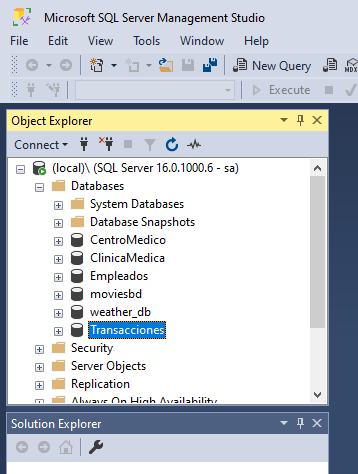 Microsoft SQL Server Management Studio
File Edit View Tools Window Help
New Query MDX
Execute
Object Explorer
Connect
(local)\ (SQL Server 16.0.1000.6 - sa)
Databases
System Databases
Database Snapshots
CentroMedico
ClinicaMedica
Empleados
moviesbd
weather_db
Transacciones
Security
Server Objects
Replication
Always On High Availability
Solution Explorer